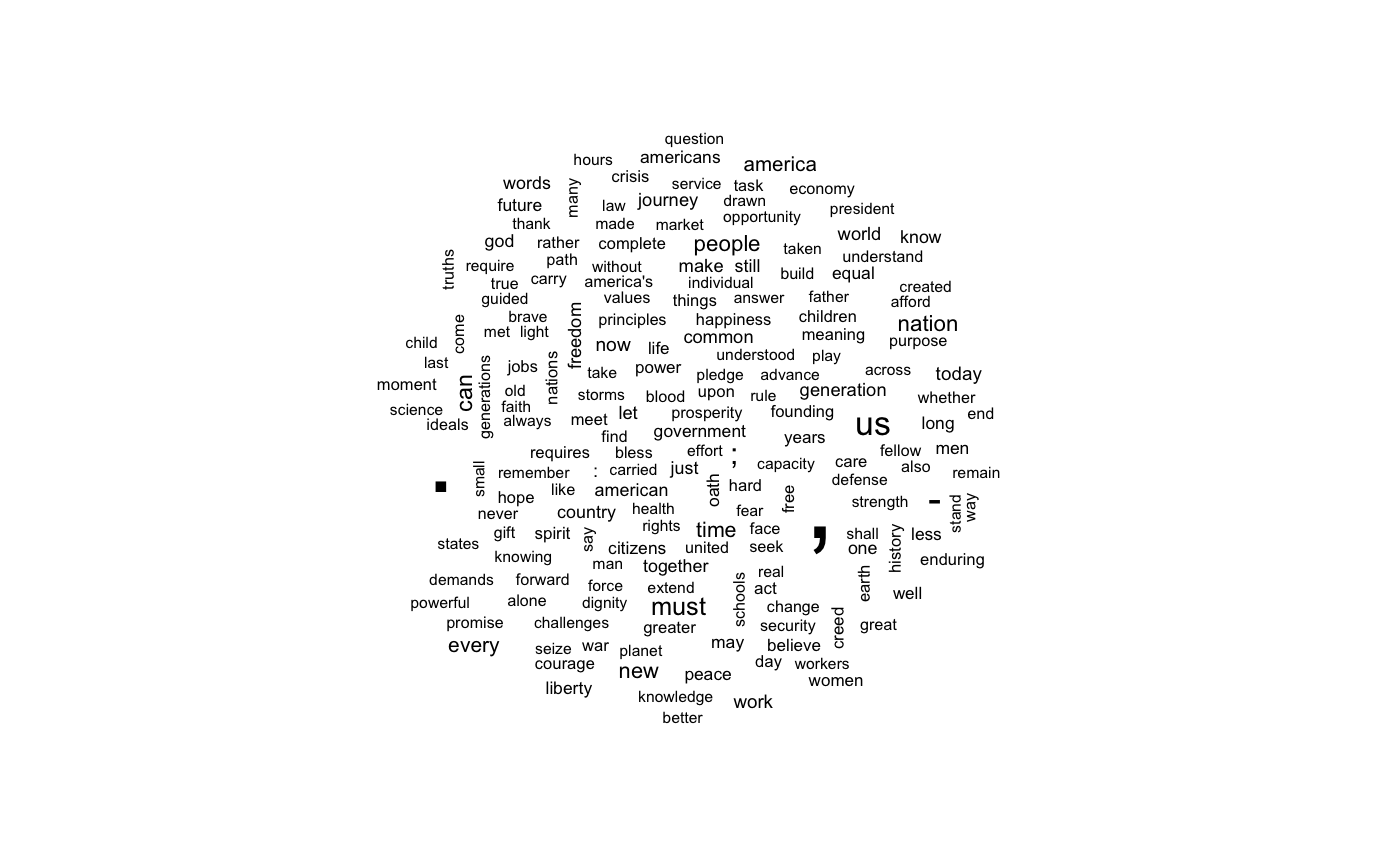 question
hours americans america
words many crisis service task economy
future law journey drawn president
thank made market opportunity
god rather complete people taken world know
truths require path without make still build equal understand
true carry america's individual created
guided values things answer father afford
brave freedom principles happiness children nation
child come met light now life common meaning purpose
last generations jobs nations take power understood play across today
moment can old storms blood pledge advance generation whether
science faith upon rule end
ideals always meet let prosperity founding us long
find government years
requires bless effort ; fellow men
small remember : carried just capacity care also remain
. hope like american oath hard free defense
never country health fear strength - stand way
states gift spirit say rights time face , shall history less
knowing citizens united seek one enduring
man together
demands forward force extend schools real earth well
powerful alone dignity must act change creed great
promise challenges greater security
every seize war planet may believe
courage new peace day workers
liberty women
knowledge work
better